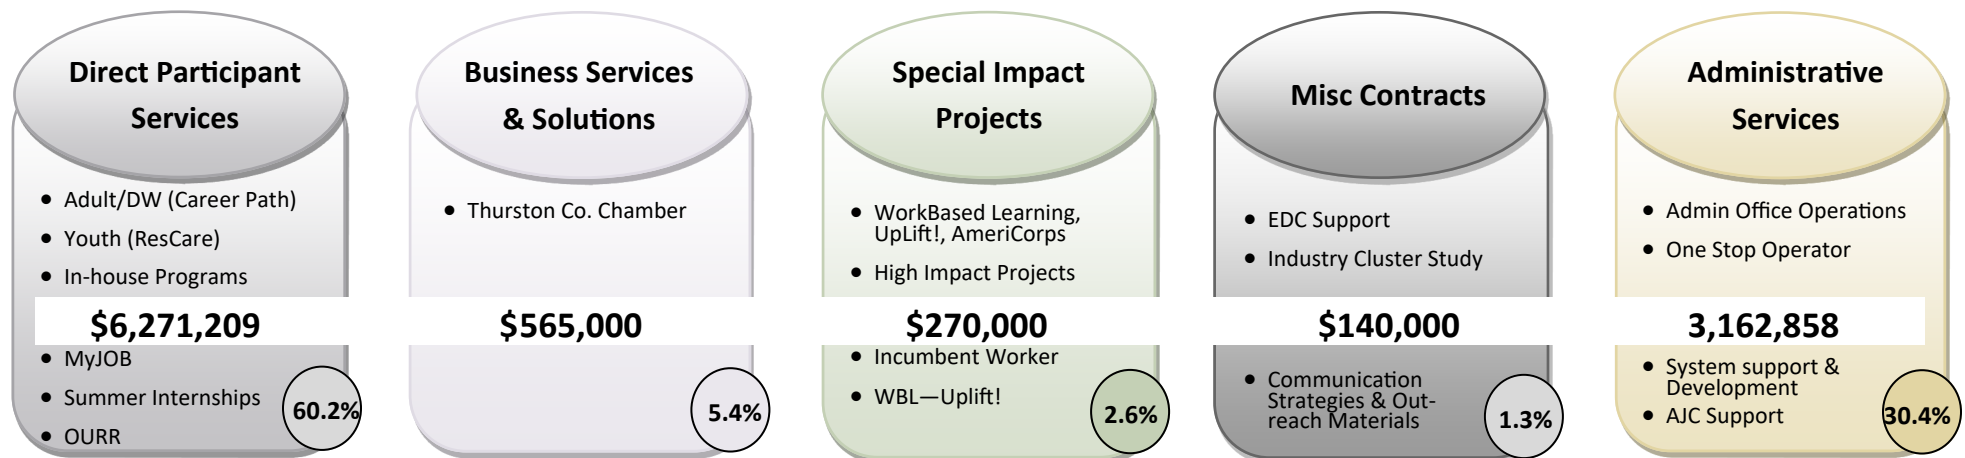 Direct Participant
Services
• Adult/DW (Career Path)
• Youth (ResCare)
• In-house Programs
$6,271,209
• MyJOB
• Summer Internships
• OURR
60.2%
Business Services
& Solutions
• Thurston Co. Chamber
$565,000
5.4%
Special Impact
Projects
• WorkBased Learning,
UpLift!, AmeriCorps
• High Impact Projects
$270,000
• Incumbent Worker
• WBL—Uplift!
2.6%
Misc Contracts
• EDC Support
• Industry Cluster Study
$140,000
• Communication
Strategies & Out-
reach Materials
1.3%
Administrative
Services
• Admin Office Operations
• One Stop Operator
3,162,858
• System support &
Development
• AJC Support
30.4%